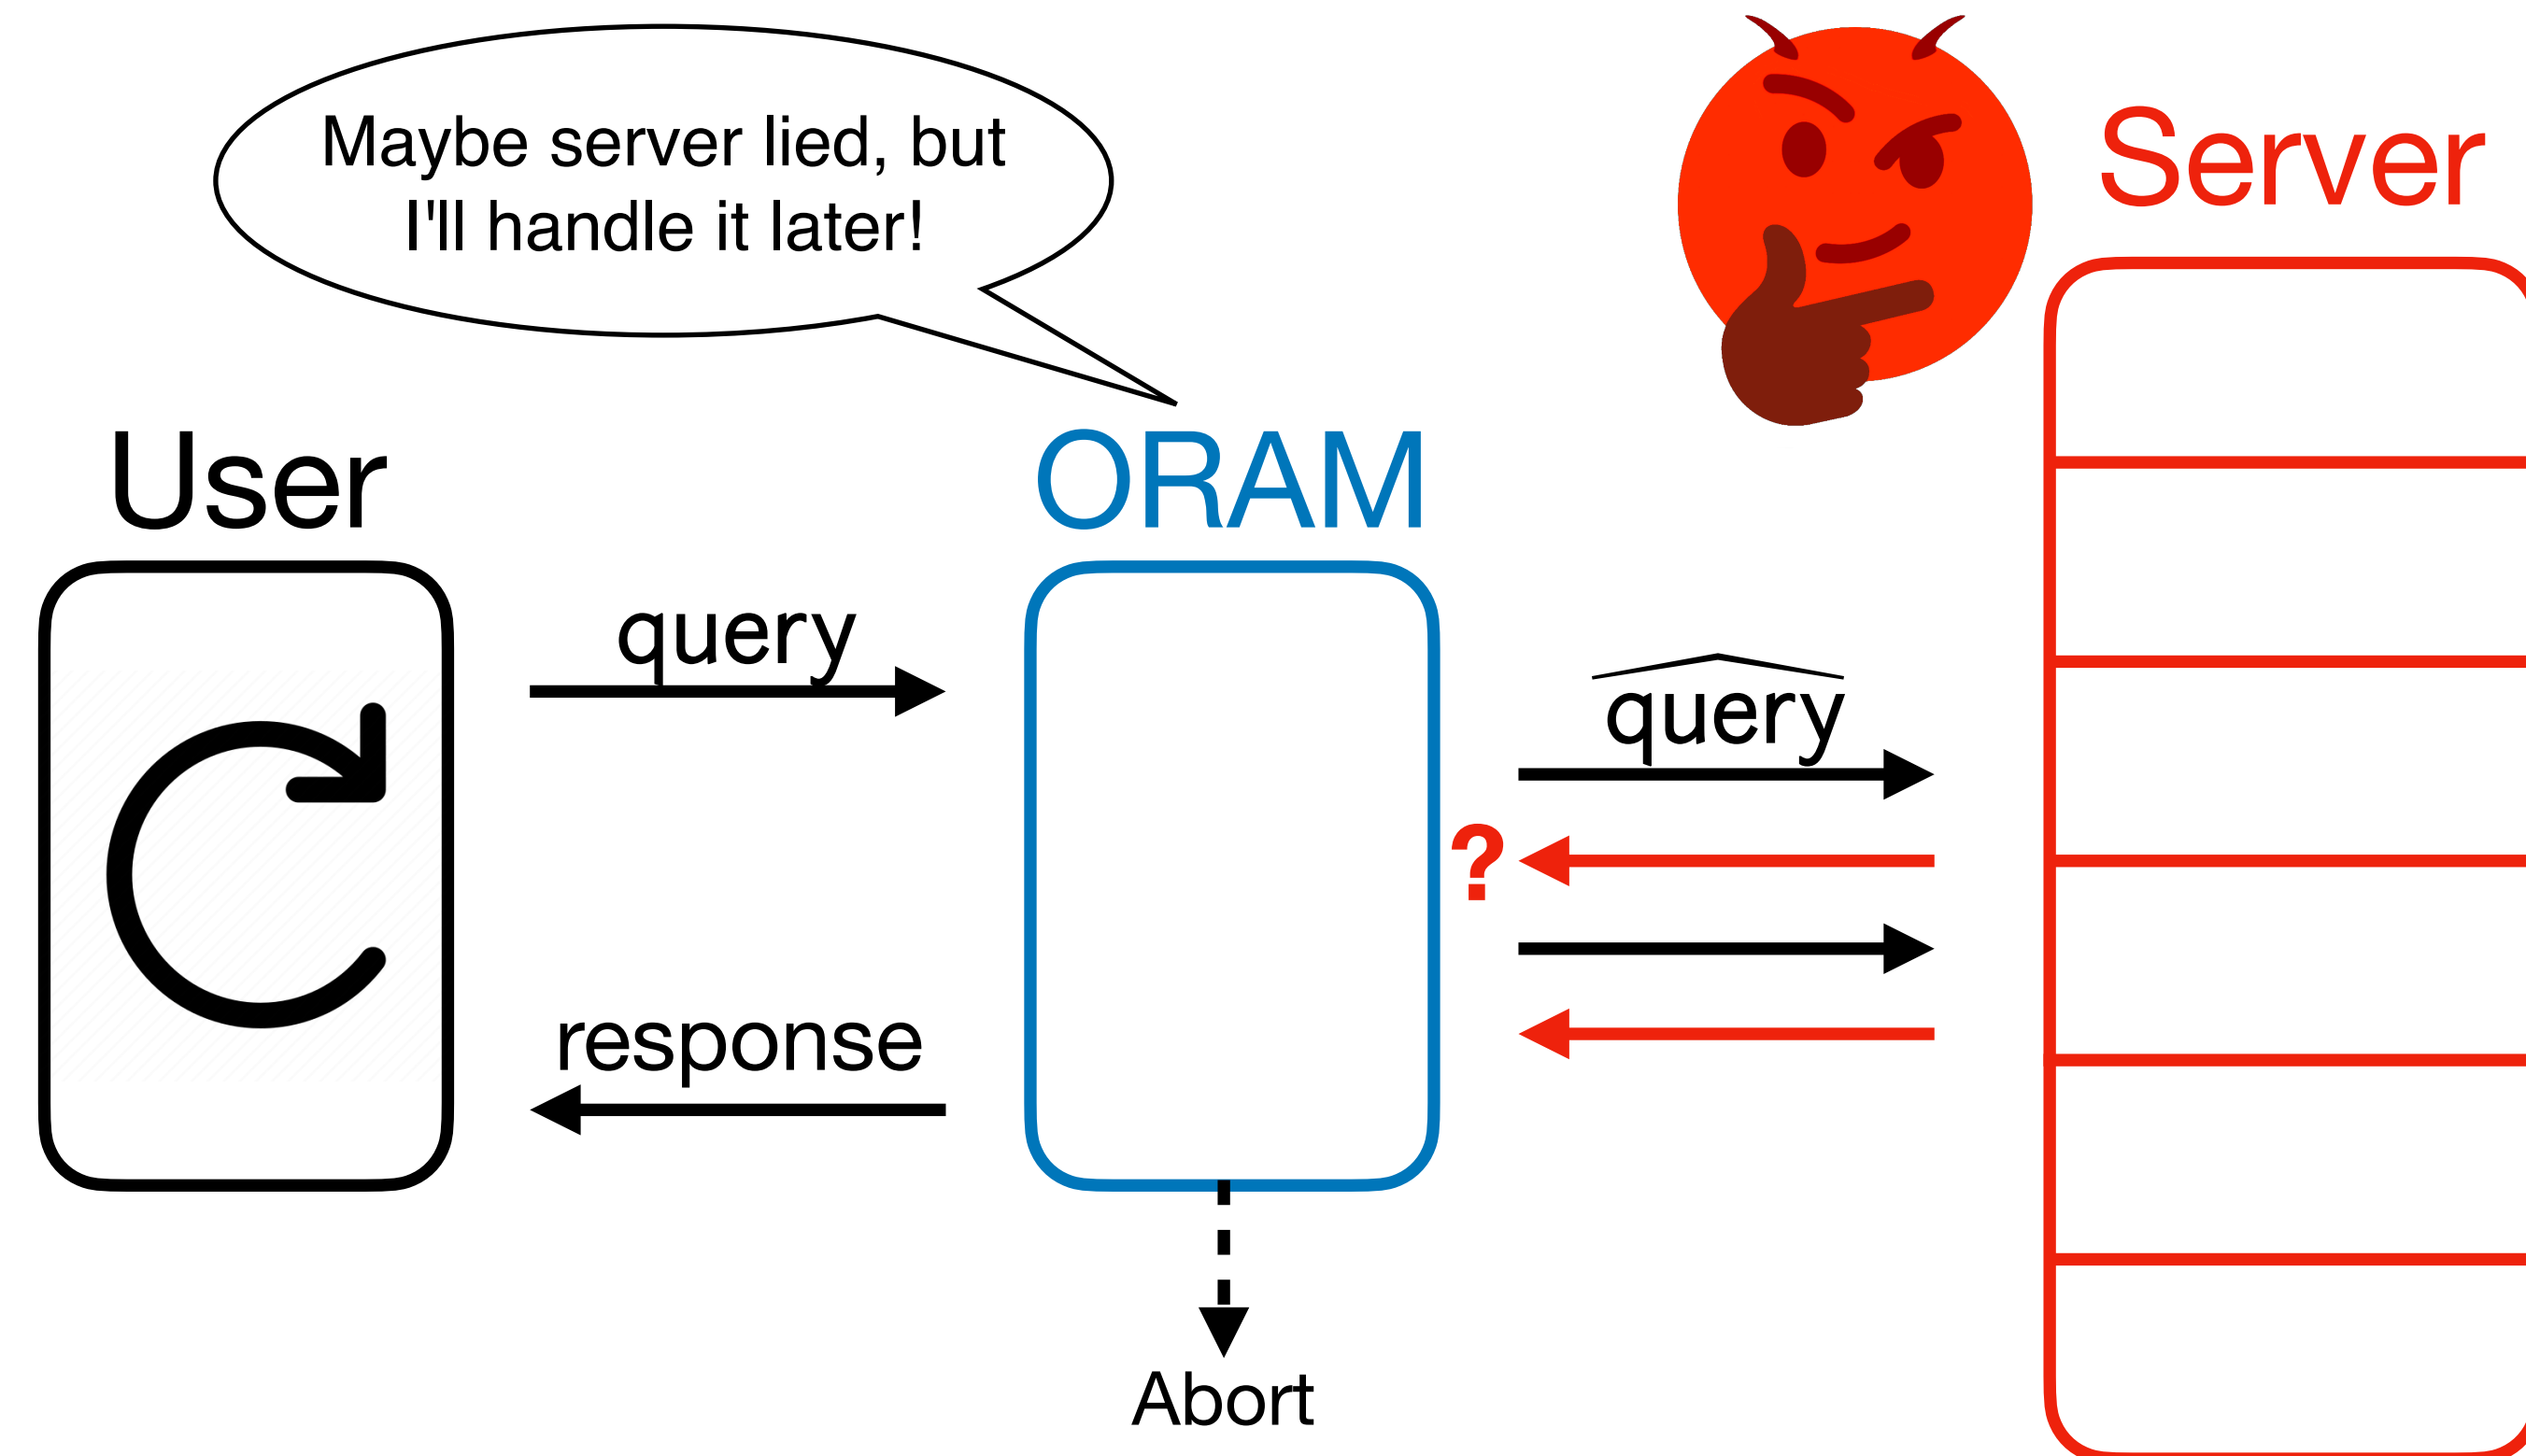 Maybe server lied, but
I'll handle it later!
Server
User
ORAM
query
query
?
response
Abort